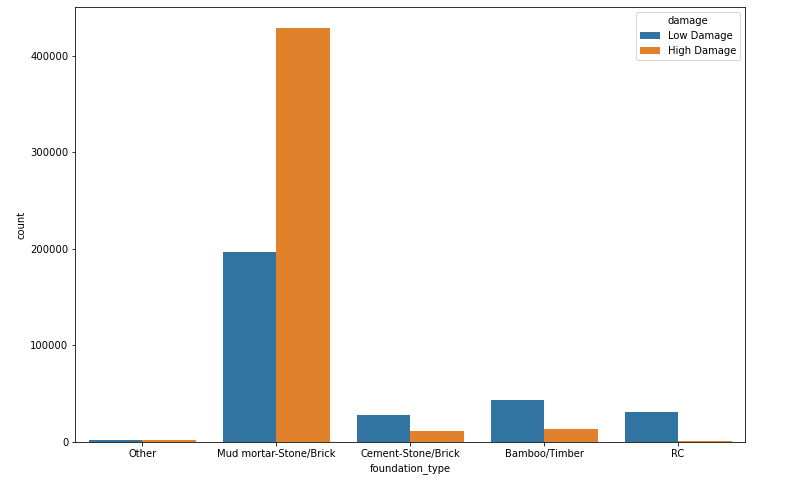 damage
Low Damage
High Damage
400000
300000
200000
100000
0
count
Other
Mud mortar-Stone/Brick
Cement-Stone/Brick
Bamboo/Timber
RC
foundation_type